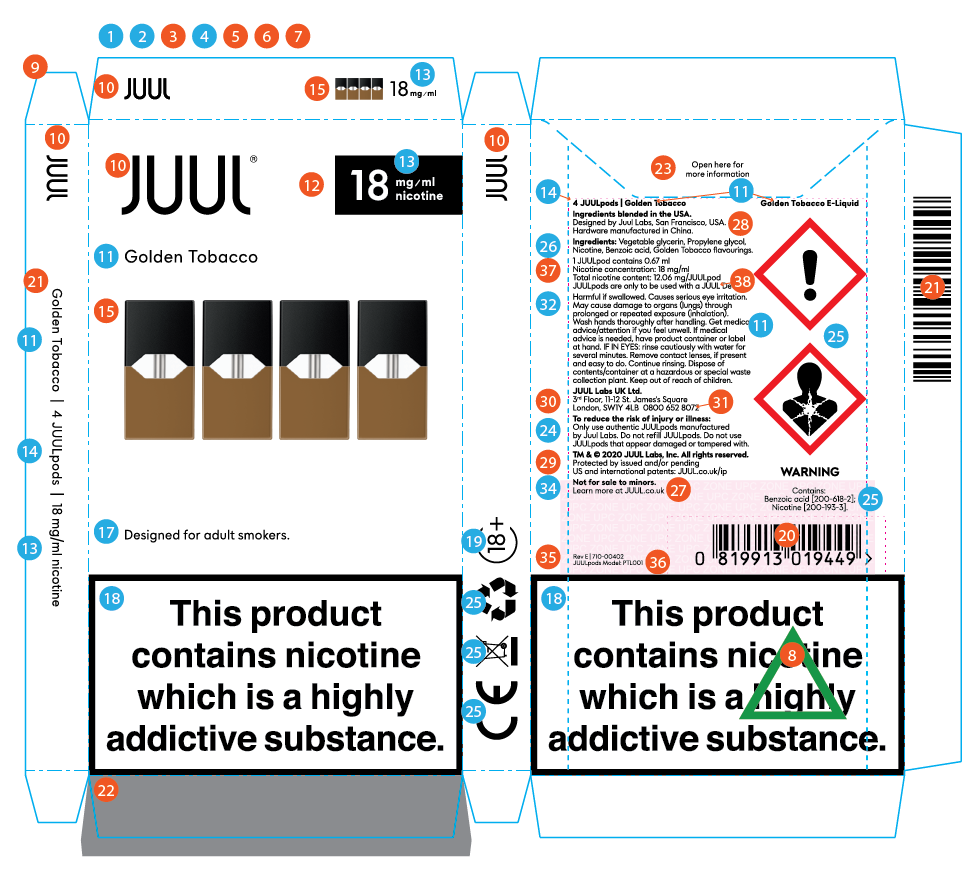 1 2 3 4 5 6 7
9
10 JUUL
15 18 mg/ml 13
10 JUUL
10 JUUL®
12 18 mg/ml nicotine 13
11 Golden Tobacco
15
17 Designed for adult smokers.
18
This product
contains nicotine
which is a highly
addictive substance.
22
21 11 14 13
Golden Tobacco | 4 JUULpods | 18 mg/ml nicotine
10 JUUL
19 18+
25
25
25 CE
23
Open here for
more information
14 11
4 JUULpods | Golden Tobacco
Ingredients blended in the USA.
Designed by Juul Labs, San Francisco, USA.
Hardware manufactured in China.
28
26
Ingredients: Vegetable glycerin, Propylene glycol,
Nicotine, Benzoic acid, Golden Tobacco flavourings.
37
1 JUULpod contains 0.67 ml
Nicotine concentration: 18 mg/ml
Total nicotine content: 12.06 mg/JUULpod
JUULpods are only to be used with a JUUL
38
32
Harmful if swallowed. Causes serious eye irritation.
May cause damage to organs (lungs) through
prolonged or repeated exposure (inhalation).
Wash hands thoroughly after handling. Get medical
advice/attention if you feel unwell. If medical
advice is needed, have product container or label
at hand. IF IN EYES: rinse cautiously with water for
several minutes. Remove contact lenses, if present
and easy to do. Continue rinsing. Dispose of
contents/container at a hazardous or special waste
collection plant. Keep out of reach of children.
11
30
JUUL Labs UK Ltd.
3rd Floor, 11-12 St. James's Square
London, SW1Y 4LB 0800 652 8072
31
24
To reduce the risk of injury or illness:
Only use authentic JUULpods manufactured
by Juul Labs. Do not refill JUULpods. Do not use
JUULpods that appear damaged or tampered with.
29
TM & © 2020 JUUL Labs, Inc. All rights reserved.
Protected by issued and/or pending
US and international patents: JUUL.co.uk/ip
34
Not for sale to minors.
Learn more at JUUL.co.uk
27
35
Rev E | 710-00402
JUULpods Model: PTL001
36
Golden Tobacco E-Liquid
25
WARNING
Contains:
Benzoic acid [200-618-2];
Nicotine [200-193-3].
25
20
0 819913 019449 >
18
This product
contains nicotine
which is a highly
addictive substance.
8
21